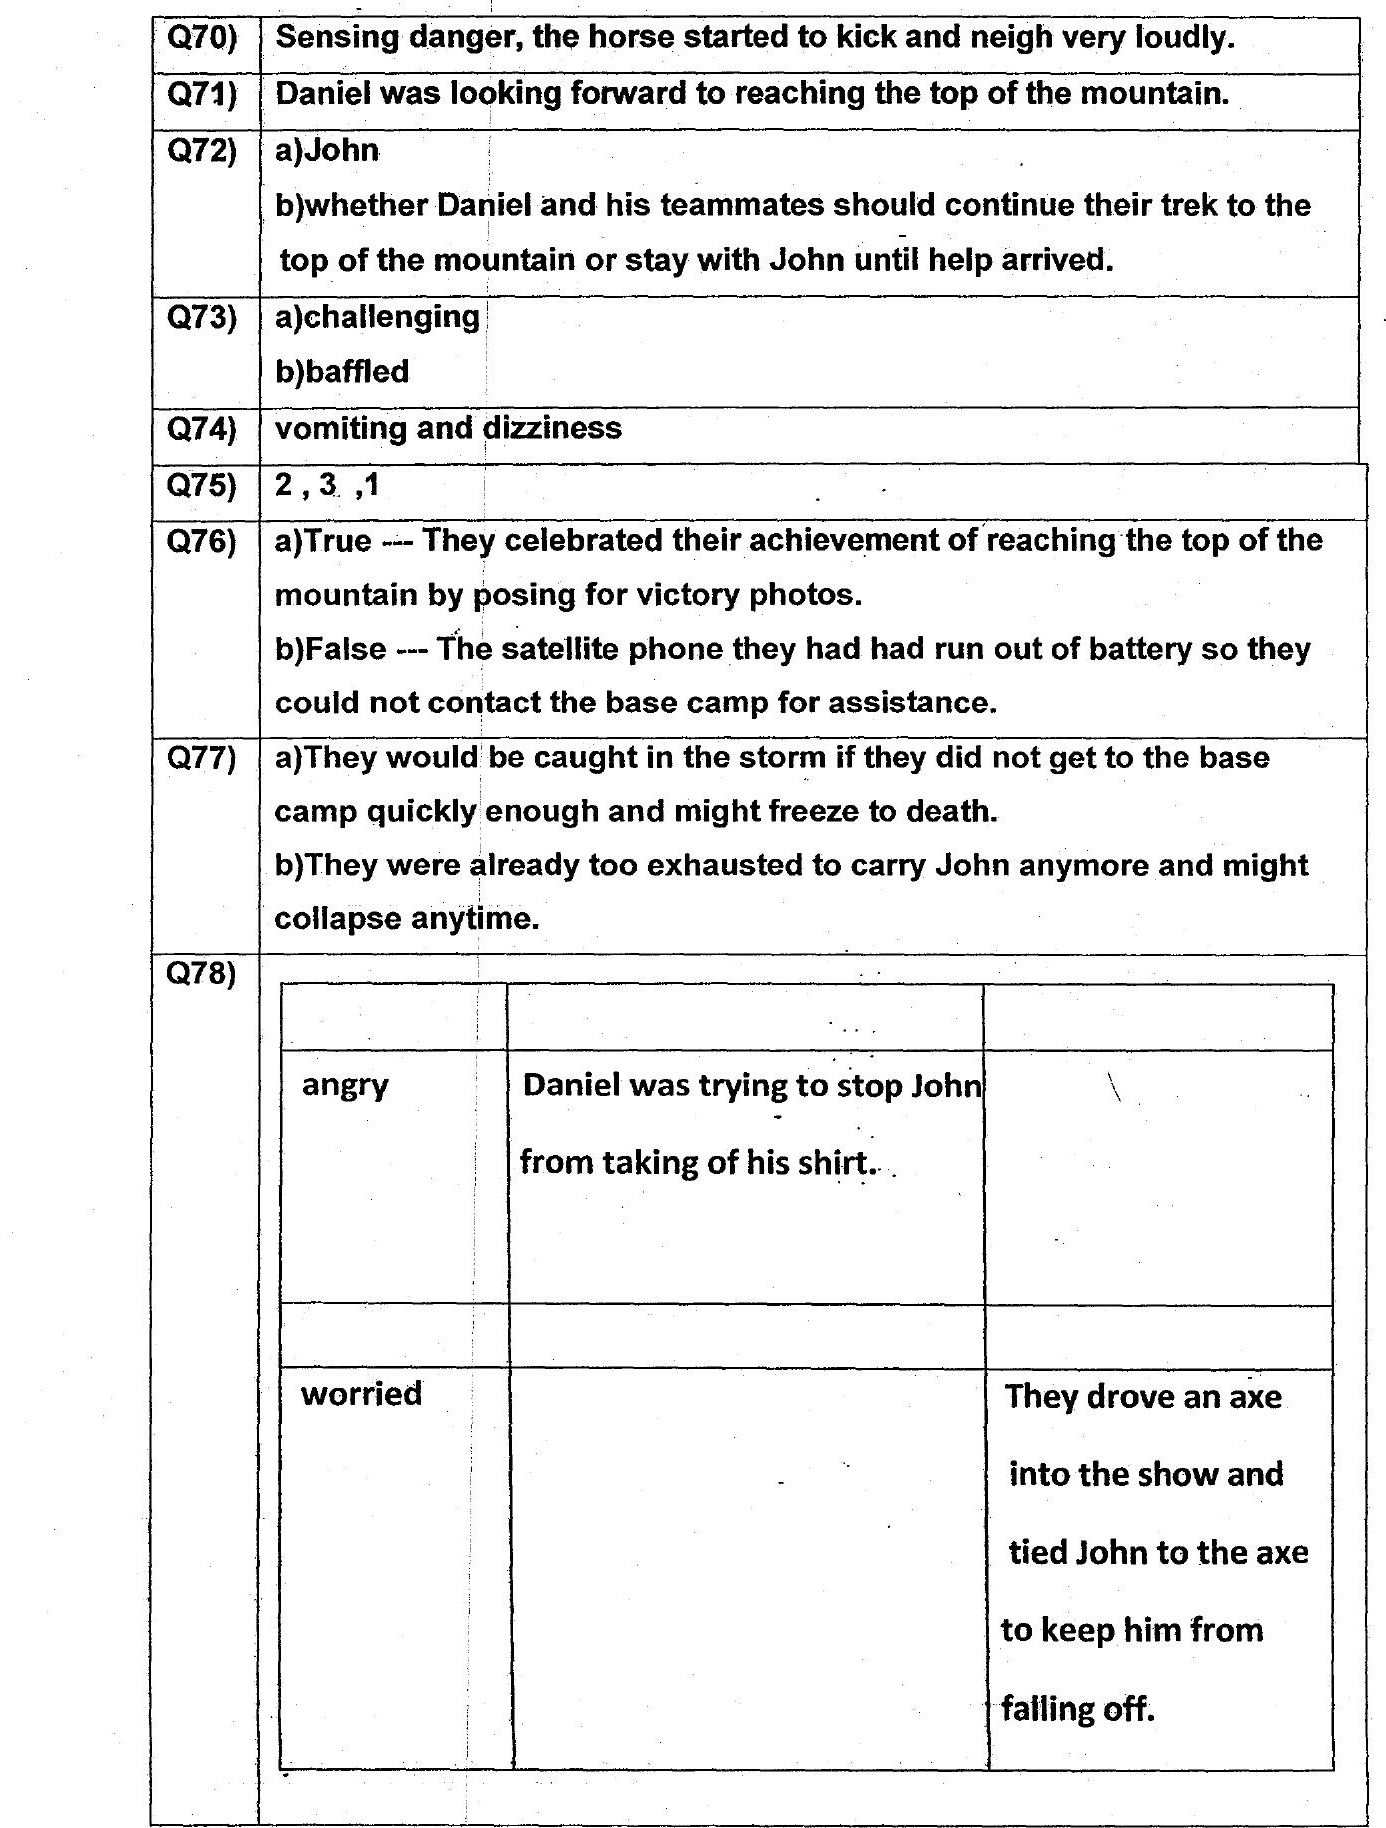 Q70) Sensing danger, the horse started to kick and neigh very loudly.
Q71) Daniel was looking forward to reaching the top of the mountain.
Q72) a)John
b)whether Daniel and his teammates should continue their trek to the
top of the mountain or stay with John until help arrived.
Q73) a)challenging
b)baffled
Q74) vomiting and dizziness
Q75) 2 , 3 ,1
Q76) a)True --- They celebrated their achievement of reaching the top of the
mountain by posing for victory photos.
b)False --- The satellite phone they had had run out of battery so they
could not contact the base camp for assistance.
Q77) a)They would be caught in the storm if they did not get to the base
camp quickly enough and might freeze to death.
b)They were already too exhausted to carry John anymore and might
collapse anytime.
Q78)
angry Daniel was trying to stop John
from taking of his shirt.
worried They drove an axe
into the show and
tied John to the axe
to keep him from
falling off.